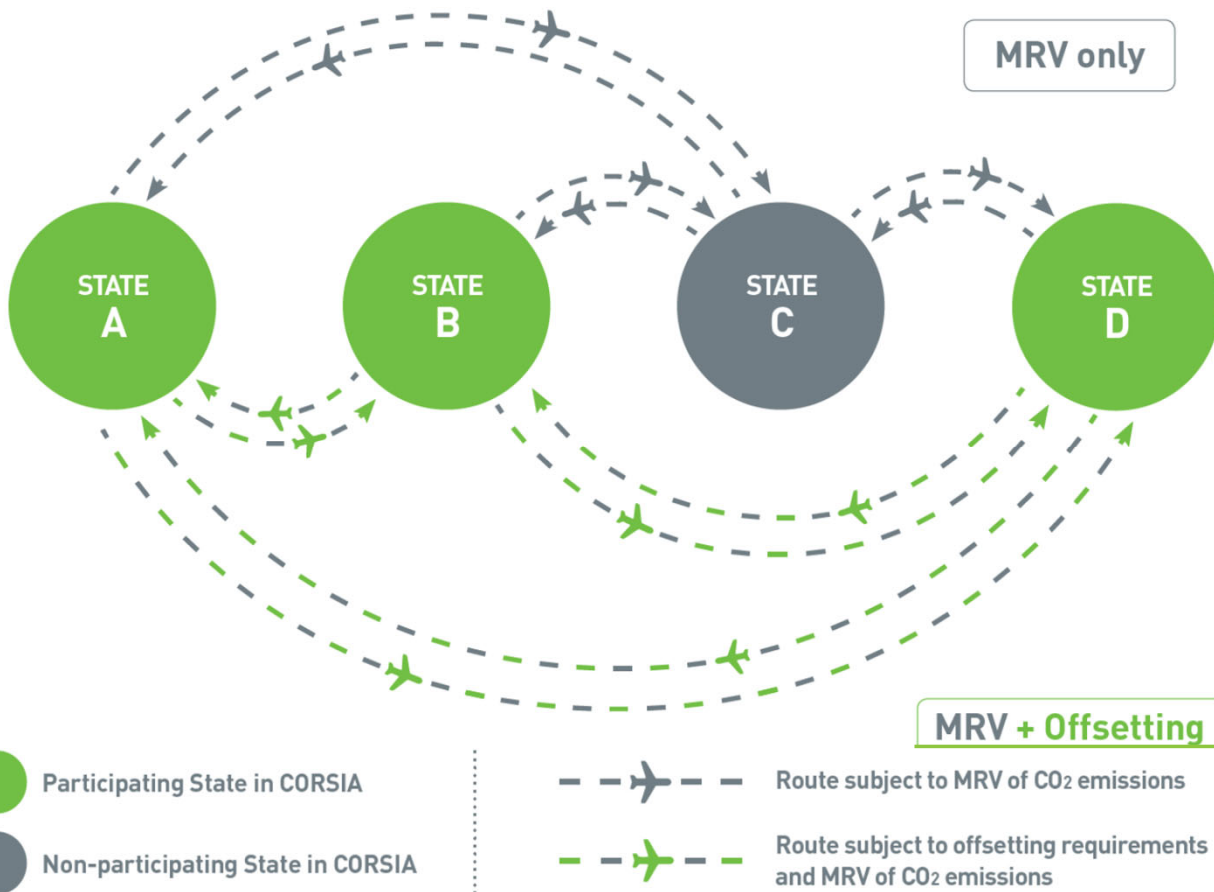 MRV only
STATE
A
STATE
B
STATE
C
STATE
D
MRV + Offsetting
Participating State in CORSIA
Non-participating State in CORSIA
Route subject to MRV of CO₂ emissions
Route subject to offsetting requirements
and MRV of CO₂ emissions